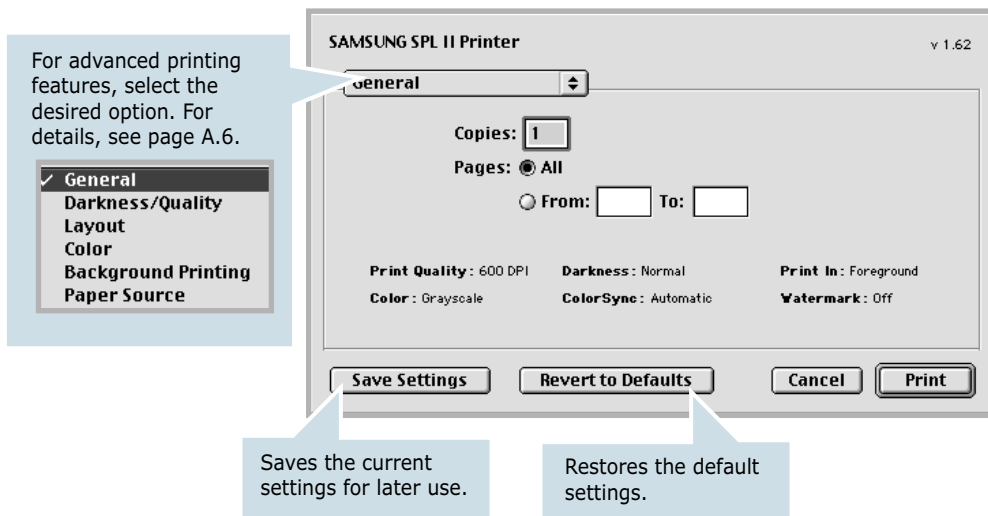 For advanced printing
features, select the
desired option. For
details, see page A.6.
✓ General
Darkness/Quality
Layout
Color
Background Printing
Paper Source
SAMSUNG SPL II Printer
v 1.62
General
Copies: 1
Pages: All
From: To:
Print Quality : 600 DPI Darkness : Normal Print In : Foreground
Color : Grayscale ColorSync : Automatic Watermark : Off
Save Settings Revert to Defaults Cancel Print
Saves the current
settings for later use.
Restores the default
settings.